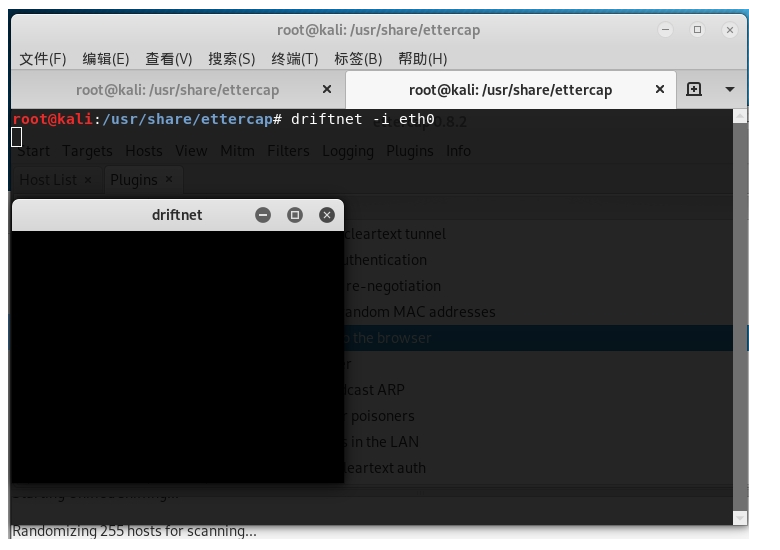 root@kali: /usr/share/ettercap
文件(F) 编辑(E) 查看(V) 搜索(S) 终端(T) 标签(B) 帮助(H)
root@kali: /usr/share/ettercap × root@kali: /usr/share/ettercap ×
root@kali:/usr/share/ettercap# driftnet -i eth0
0.8.2
Start Targets Hosts View Mitm Filters Logging Plugins Info
Host List × Plugins ×
driftnet
cleartext tunnel
uthentication
re-negotiation
andom MAC addresses
the browser
dcast ARP
poisoners
in the LAN
leartext auth
Randomizing 255 hosts for scanning...